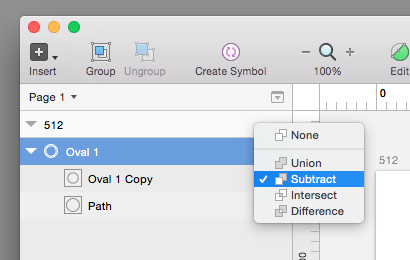 Insert
Group
Ungroup
Create Symbol
100%
Edit
Page 1
0
512
None
512
Oval 1
Union
Oval 1 Copy
Subtract
Intersect
Path
Difference